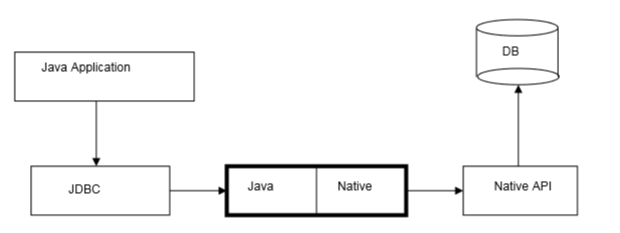 DB
Java Application
JDBC
Java
Native
Native API